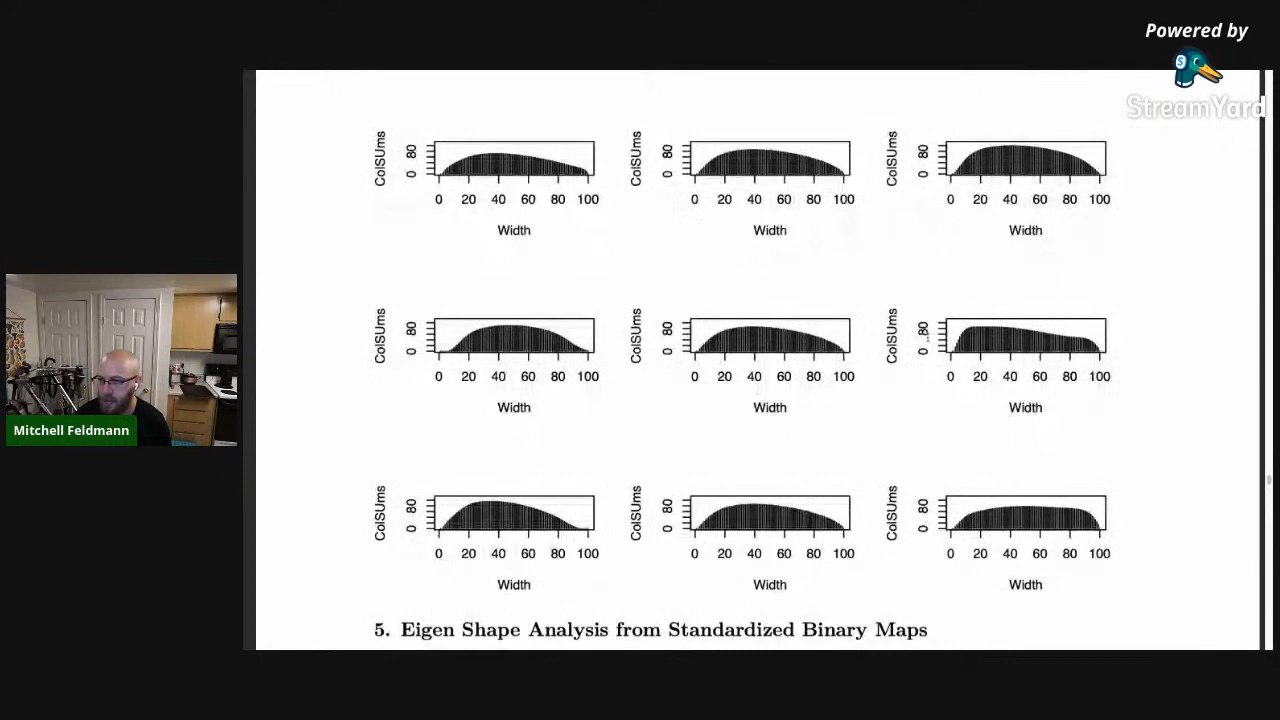 Powered by
StreamYard
ColSUms 0 80 ColSUms 0 80 ColSUms 0 80
0 20 40 60 80 100 0 20 40 60 80 100 0 20 40 60 80 100
Width Width Width
ColSUms 0 80 ColSUms 0 80 ColSUms 0 80
0 20 40 60 80 100 0 20 40 60 80 100 0 20 40 60 80 100
Width Width Width
Mitchell Feldmann
ColSUms 0 80 ColSUms 0 80 ColSUms 0 80
0 20 40 60 80 100 0 20 40 60 80 100 0 20 40 60 80 100
Width Width Width
5. Eigen Shape Analysis from Standardized Binary Maps